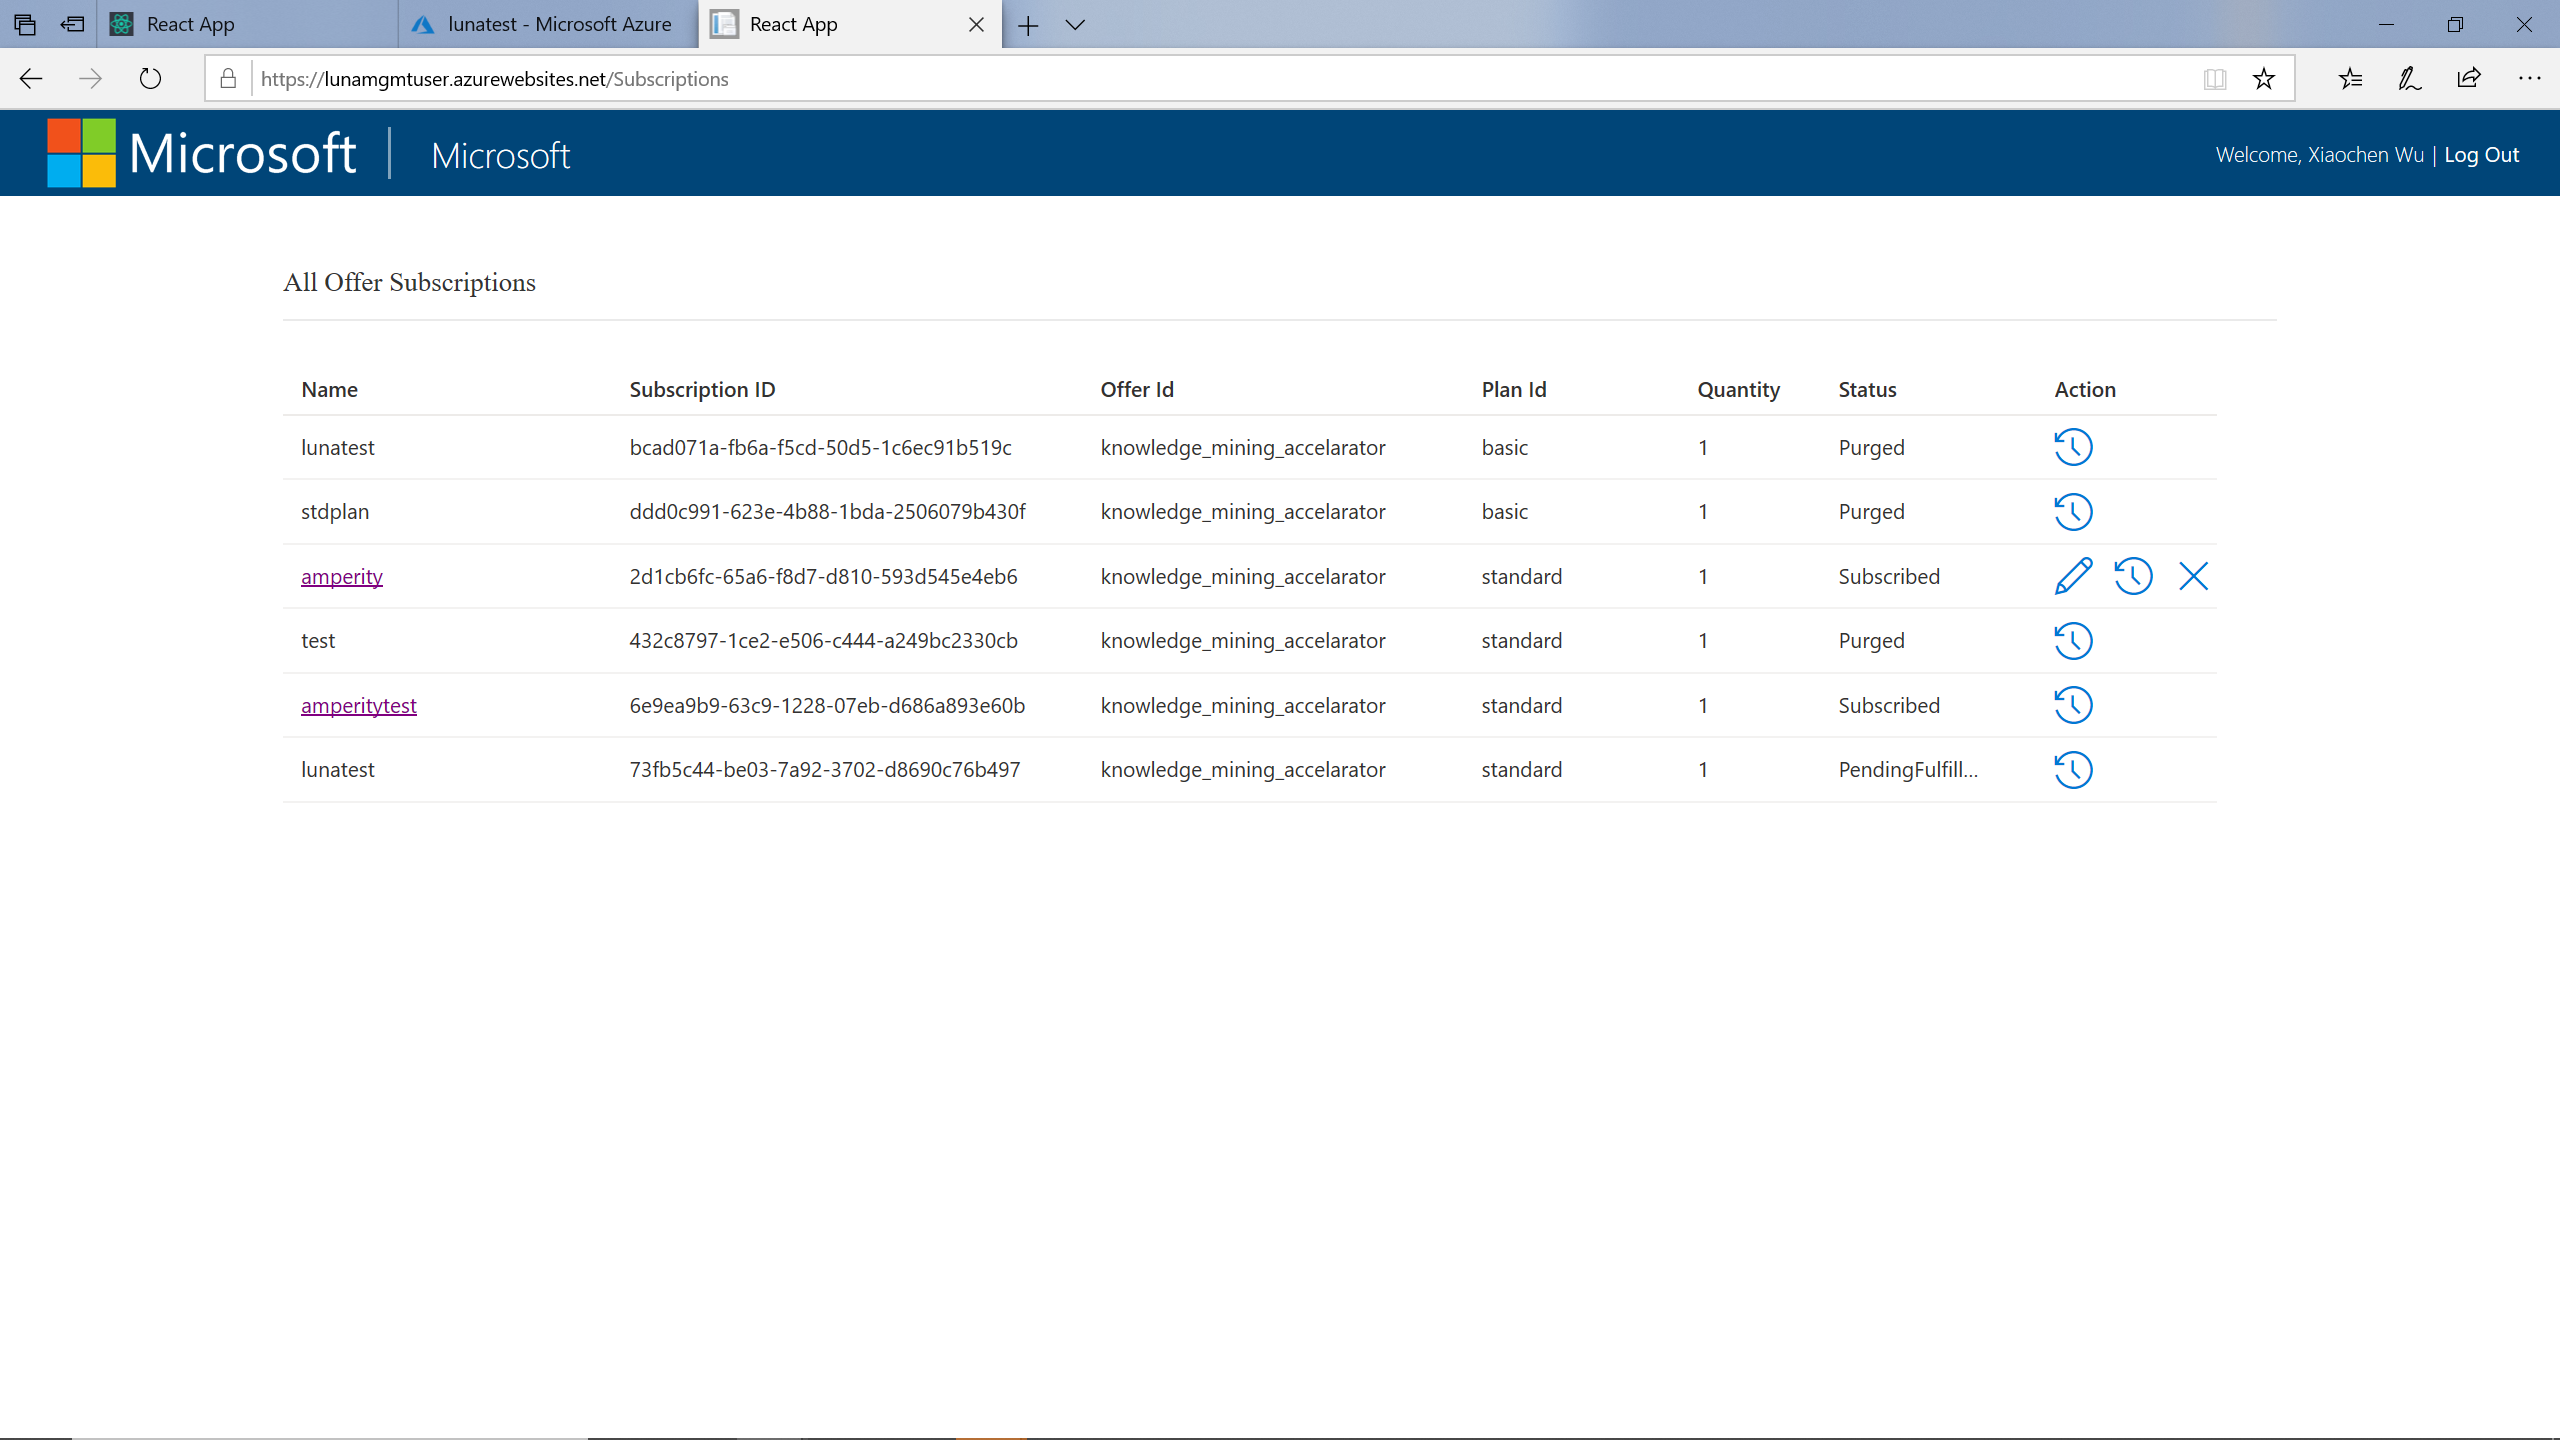 React App
lunatest - Microsoft Azure
React App
https://lunamgmtuser.azurewebsites.net/Subscriptions
Microsoft | Microsoft
Welcome, Xiaochen Wu | Log Out
All Offer Subscriptions
Name Subscription ID Offer Id Plan Id Quantity Status Action
lunatest bcad071a-fb6a-f5cd-50d5-1c6ec91b519c knowledge_mining_accelarator basic 1 Purged
stdplan ddd0c991-623e-4b88-1bda-2506079b430f knowledge_mining_accelarator basic 1 Purged
amperity 2d1cb6fc-65a6-f8d7-d810-593d545e4eb6 knowledge_mining_accelarator standard 1 Subscribed
test 432c8797-1ce2-e506-c444-a249bc2330cb knowledge_mining_accelarator standard 1 Purged
amperitytest 6e9ea9b9-63c9-1228-07eb-d686a893e60b knowledge_mining_accelarator standard 1 Subscribed
lunatest 73fb5c44-be03-7a92-3702-d8690c76b497 knowledge_mining_accelarator standard 1 PendingFulfill...